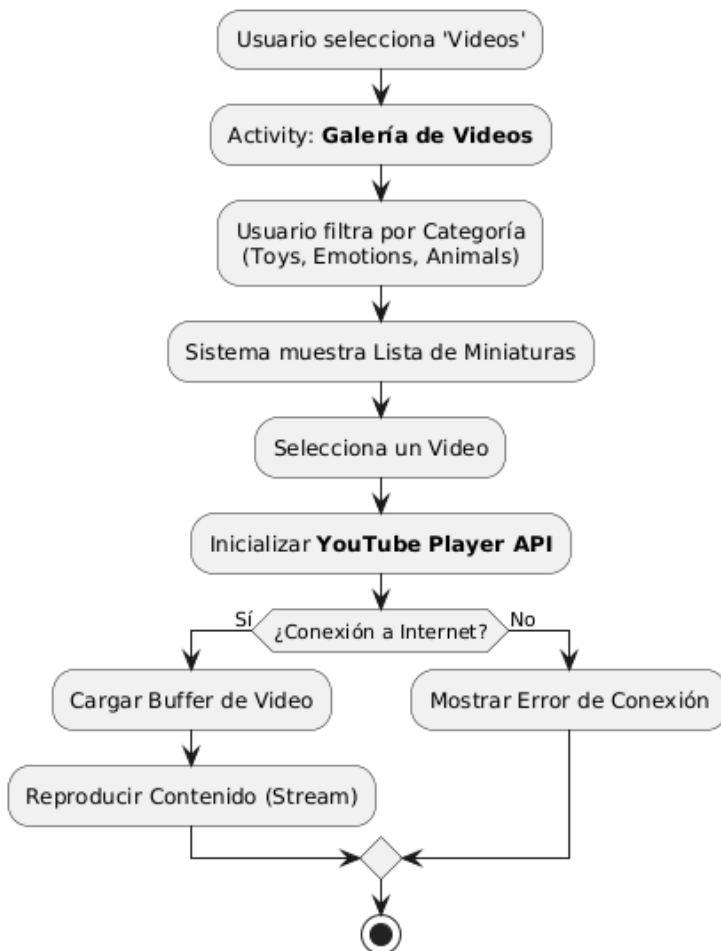 Usuario selecciona 'Videos'
Activity: Galería de Videos
Usuario filtra por Categoría
(Toys, Emotions, Animals)
Sistema muestra Lista de Miniaturas
Selecciona un Video
Inicializar YouTube Player API
¿Conexión a Internet?
Sí
No
Cargar Buffer de Video
Mostrar Error de Conexión
Reproducir Contenido (Stream)